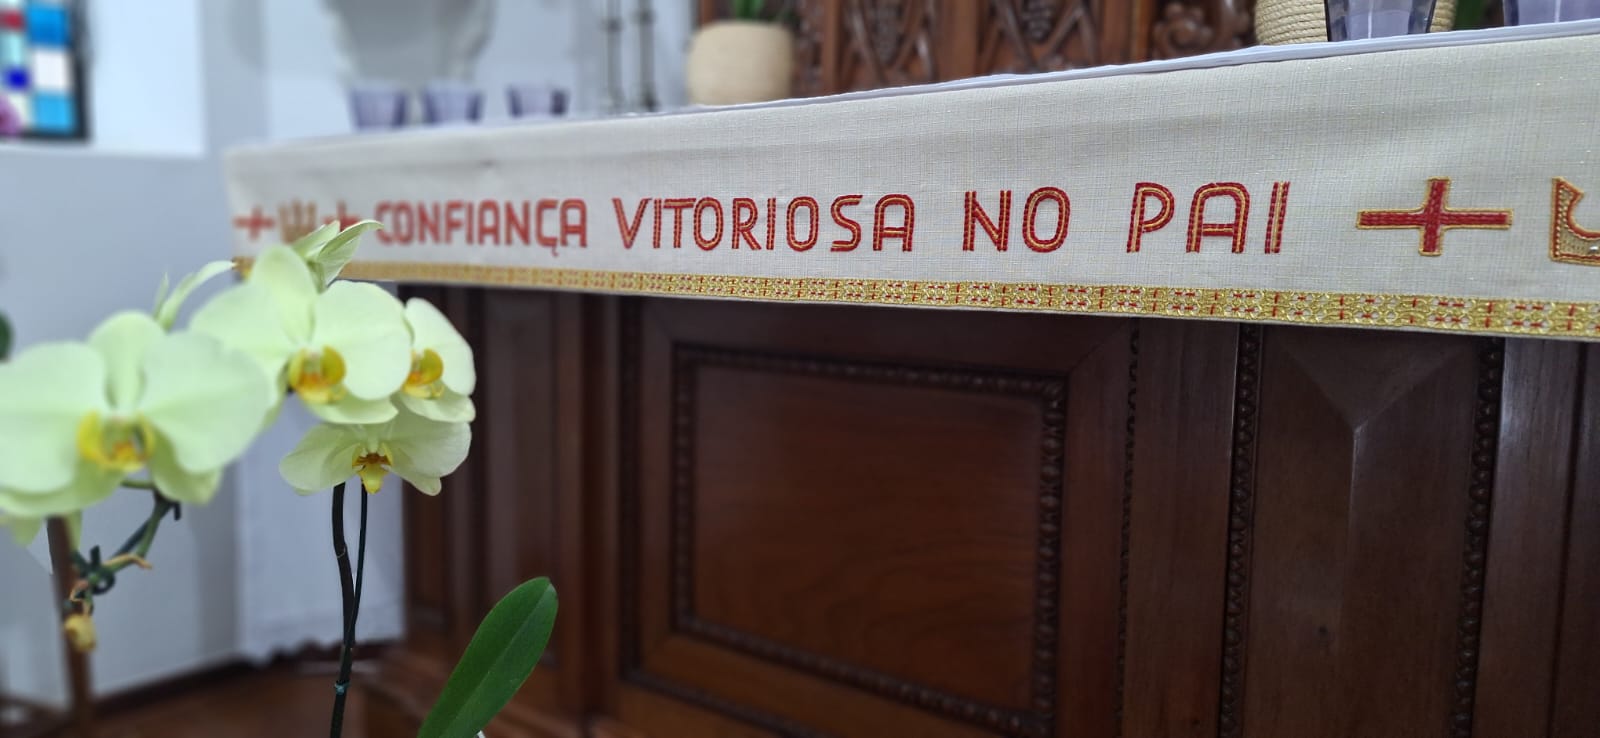 CONFIANÇA VITORIOSA NO PAI